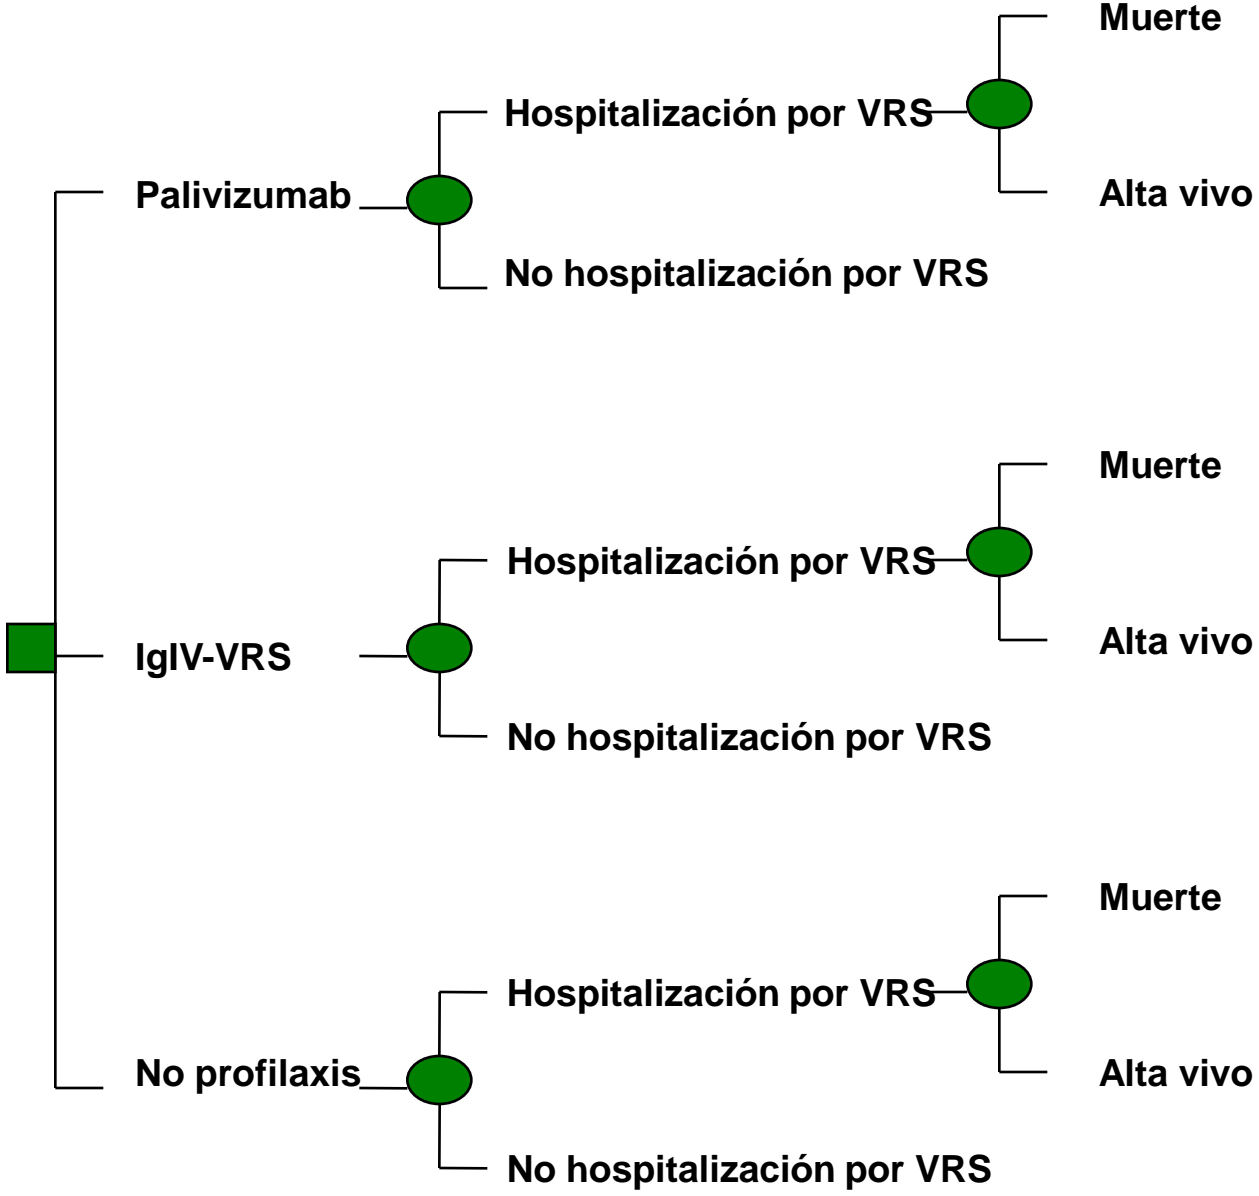 Muerte
Hospitalización por VRS
Palivizumab
Alta vivo
No hospitalización por VRS
Muerte
Hospitalización por VRS
IgIV-VRS
Alta vivo
No hospitalización por VRS
Muerte
Hospitalización por VRS
No profilaxis
Alta vivo
No hospitalización por VRS